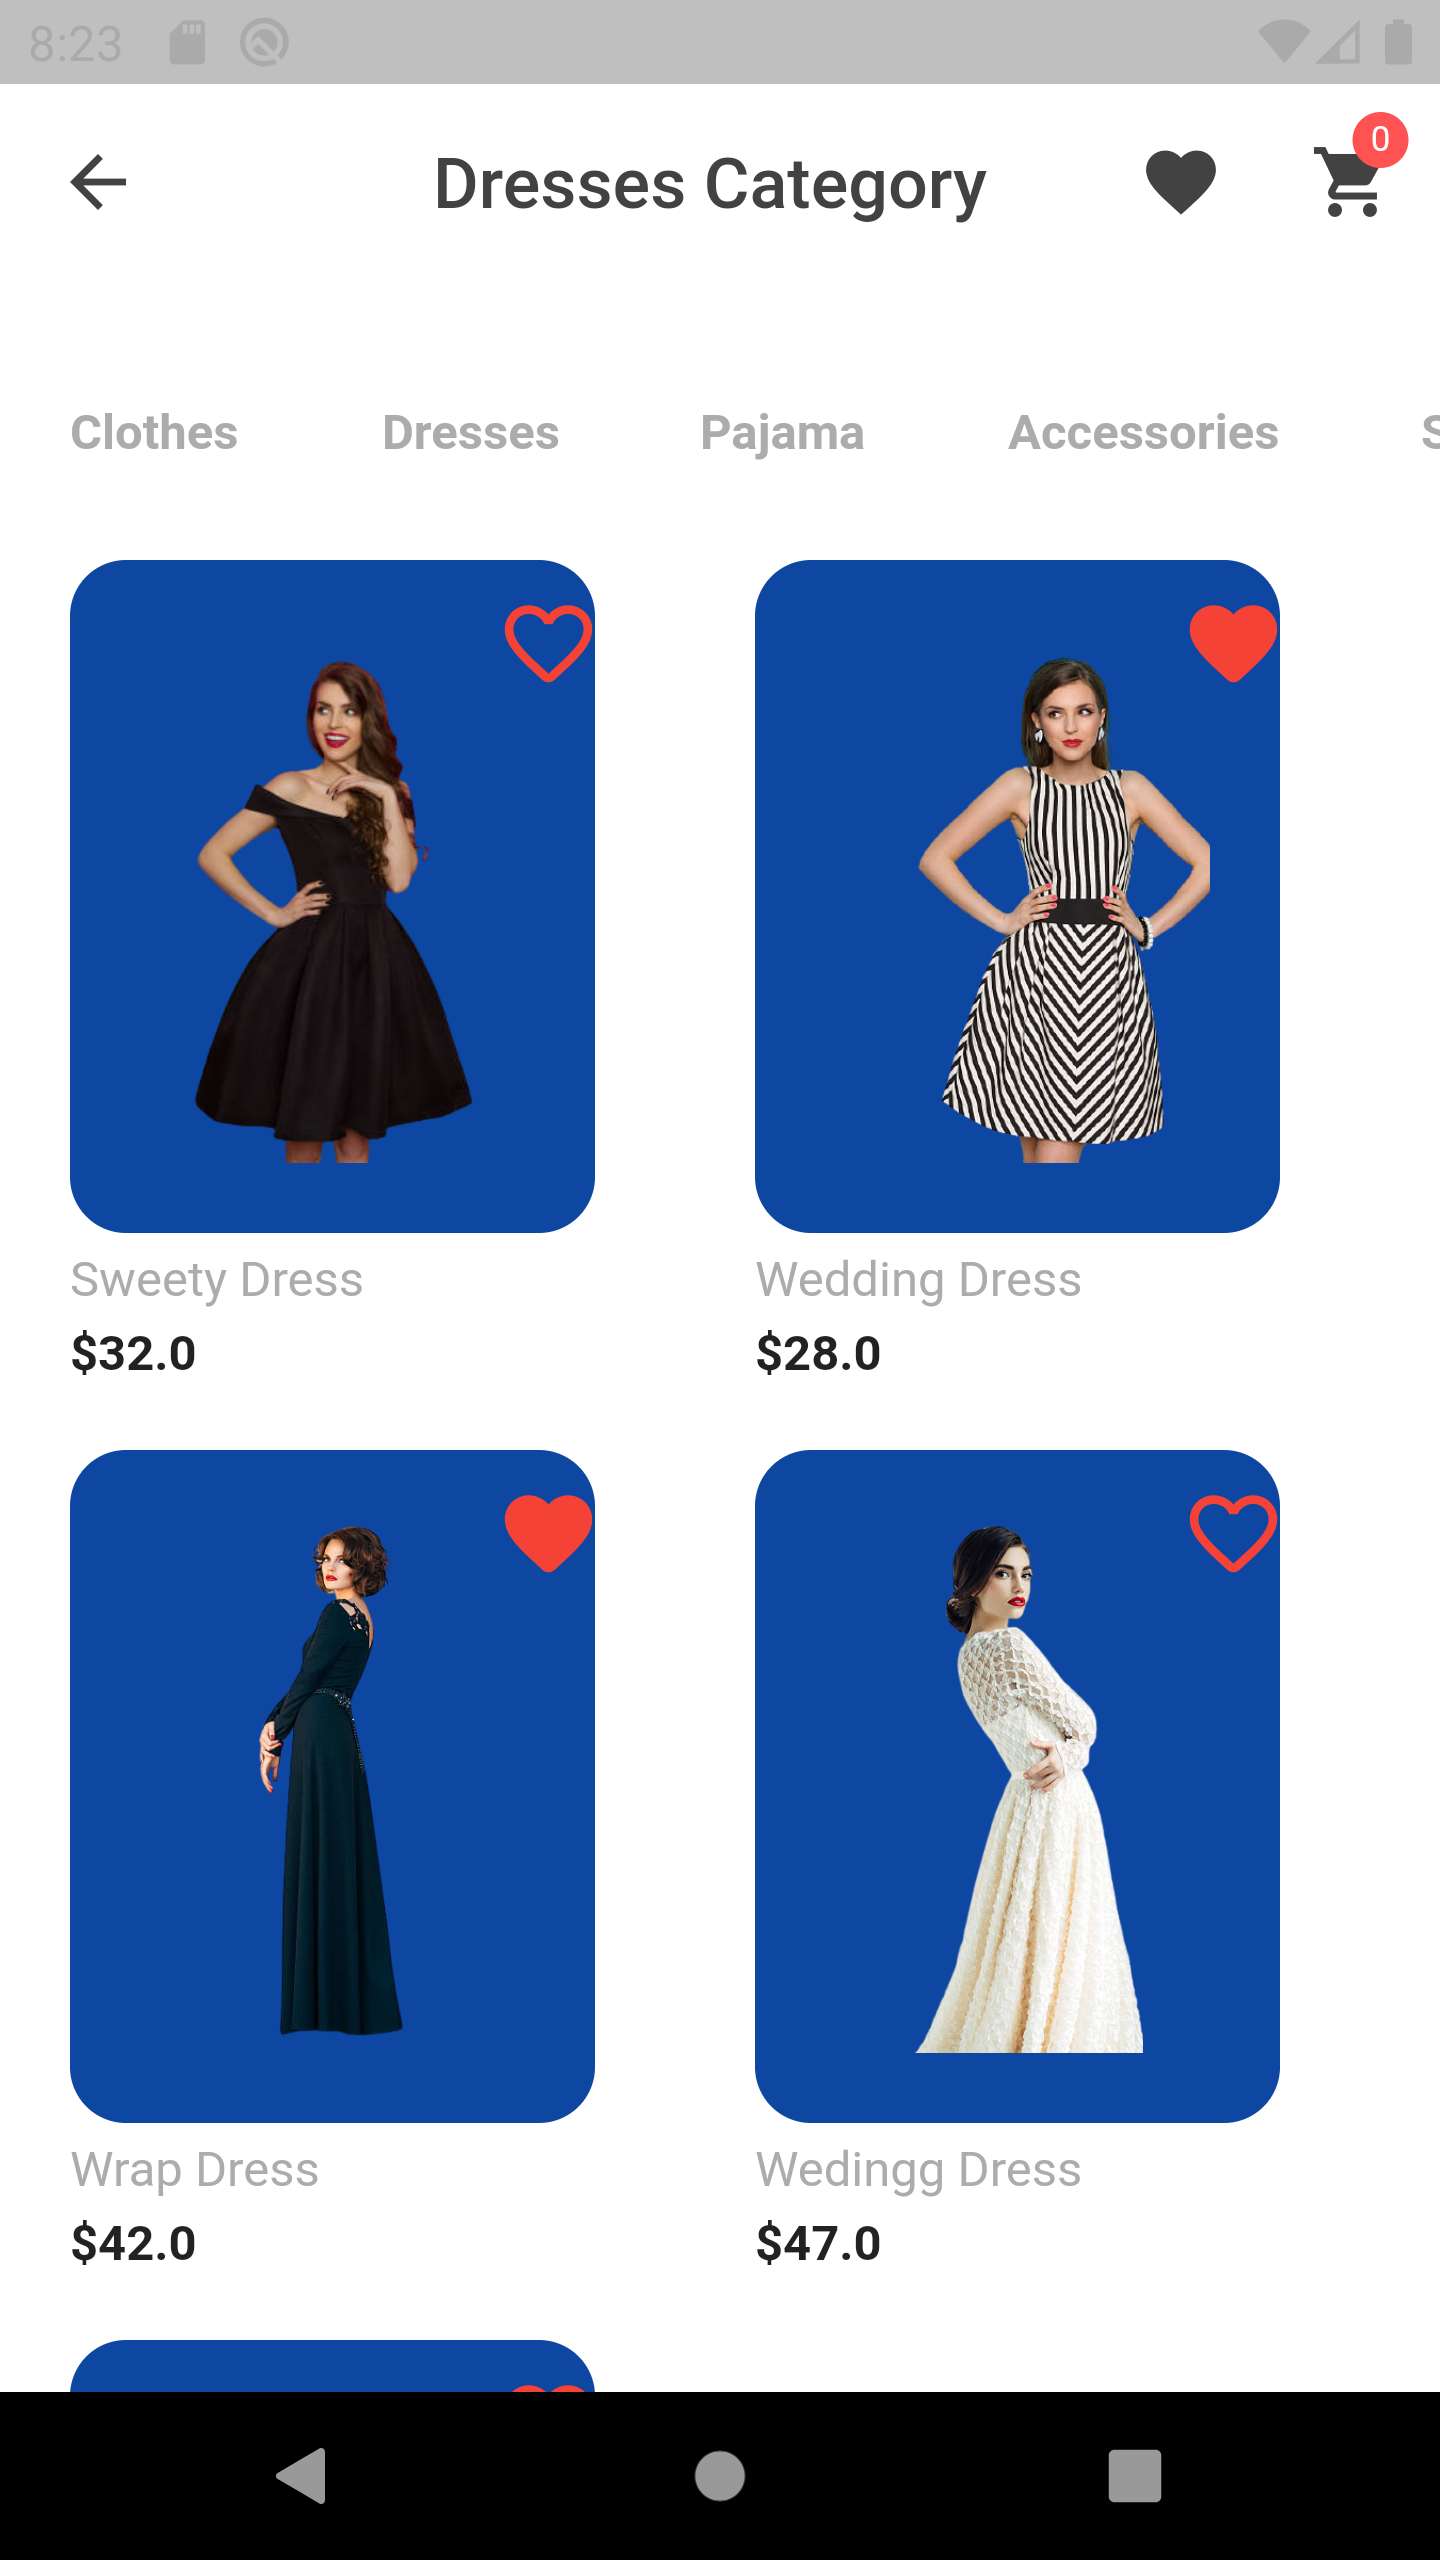 8:23
Dresses Category
0
Clothes Dresses Pajama Accessories S
Sweety Dress Wedding Dress
$32.0 $28.0
Wrap Dress Wedingg Dress
$42.0 $47.0